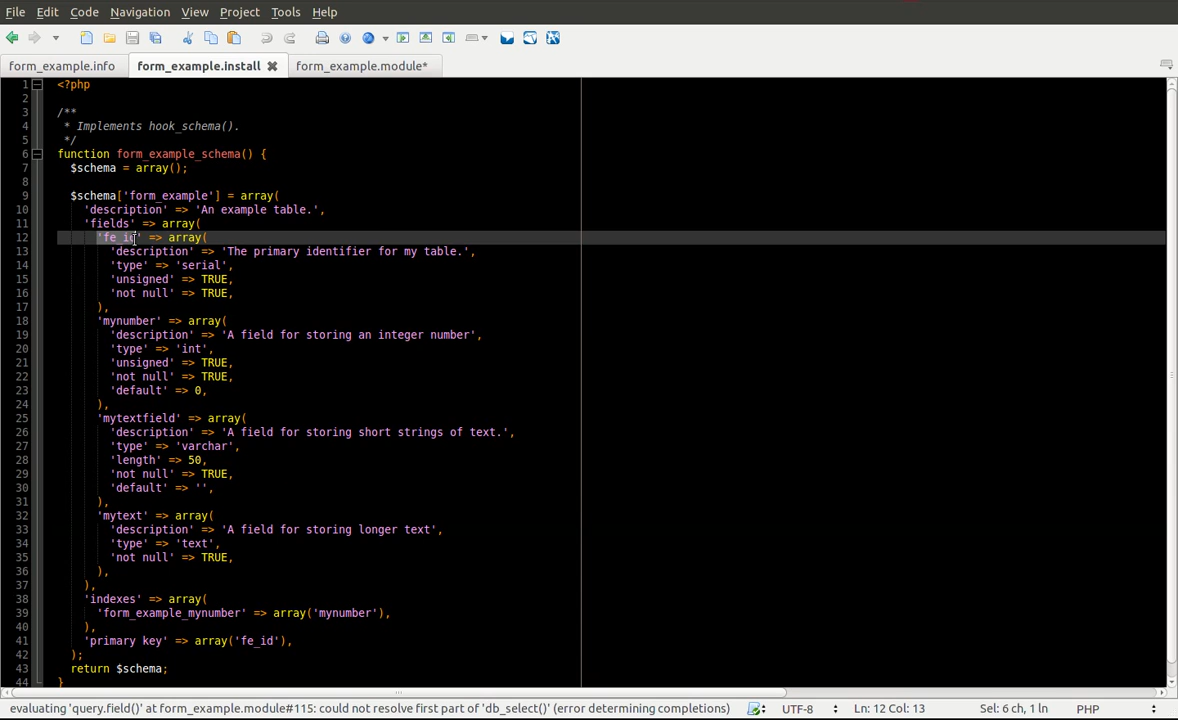 File Edit Code Navigation View Project Tools Help
form_example.info form_example.install form_example.module*
1 <?php
2
3 /**
4 * Implements hook_schema().
5 */
6 function form_example_schema() {
7 $schema = array();
8
9 $schema['form_example'] = array(
10 'description' => 'An example table.',
11 'fields' => array(
12 'fe_id' => array(
13 'description' => 'The primary identifier for my table.',
14 'type' => 'serial',
15 'unsigned' => TRUE,
16 'not null' => TRUE,
17 ),
18 'mynumber' => array(
19 'description' => 'A field for storing an integer number',
20 'type' => 'int',
21 'unsigned' => TRUE,
22 'not null' => TRUE,
23 'default' => 0,
24 ),
25 'mytextfield' => array(
26 'description' => 'A field for storing short strings of text.',
27 'type' => 'varchar',
28 'length' => 50,
29 'not null' => TRUE,
30 'default' => '',
31 ),
32 'mytext' => array(
33 'description' => 'A field for storing longer text',
34 'type' => 'text',
35 'not null' => TRUE,
36 ),
37 ),
38 'indexes' => array(
39 'form_example_mynumber' => array('mynumber'),
40 ),
41 'primary key' => array('fe_id'),
42 );
43 return $schema;
44 }
evaluating 'query.field()' at form_example.module#115: could not resolve first part of 'db_select()' (error determining completions) UTF-8 Ln: 12 Col: 13 Sel: 6 ch, 1 ln PHP